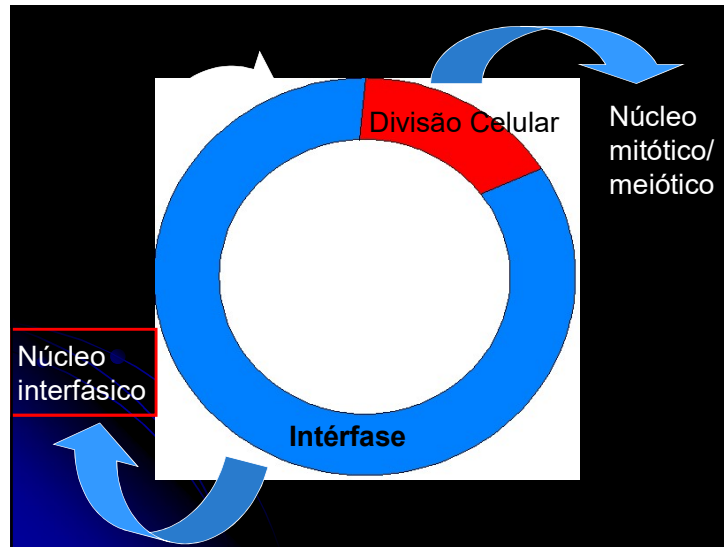 Divisão Celular
Núcleo
mitótico/
meiótico
Núcleo
interfásico
Intérfase